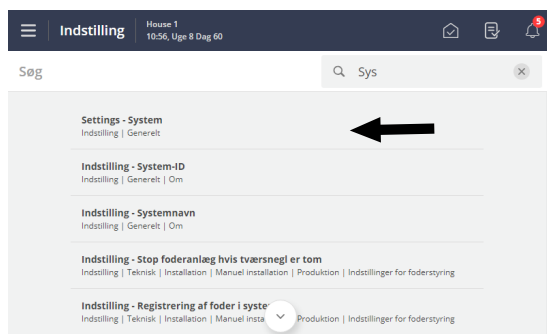 Indstilling
House 1
10:56, Uge 8 Dag 60
5
Søg
Sys
Settings - System
Indstilling | Generelt
Indstilling - System-ID
Indstilling | Generelt | Om
Indstilling - Systemnavn
Indstilling | Generelt | Om
Indstilling - Stop foderanlæg hvis tværsnegl er tom
Indstilling | Teknisk | Installation | Manuel installation | Produktion | Indstillinger for foderstyring
Indstilling - Registrering af foder i
Indstilling | Teknisk | Installation | Manuel Produktion | Indstillinger for foderstyring